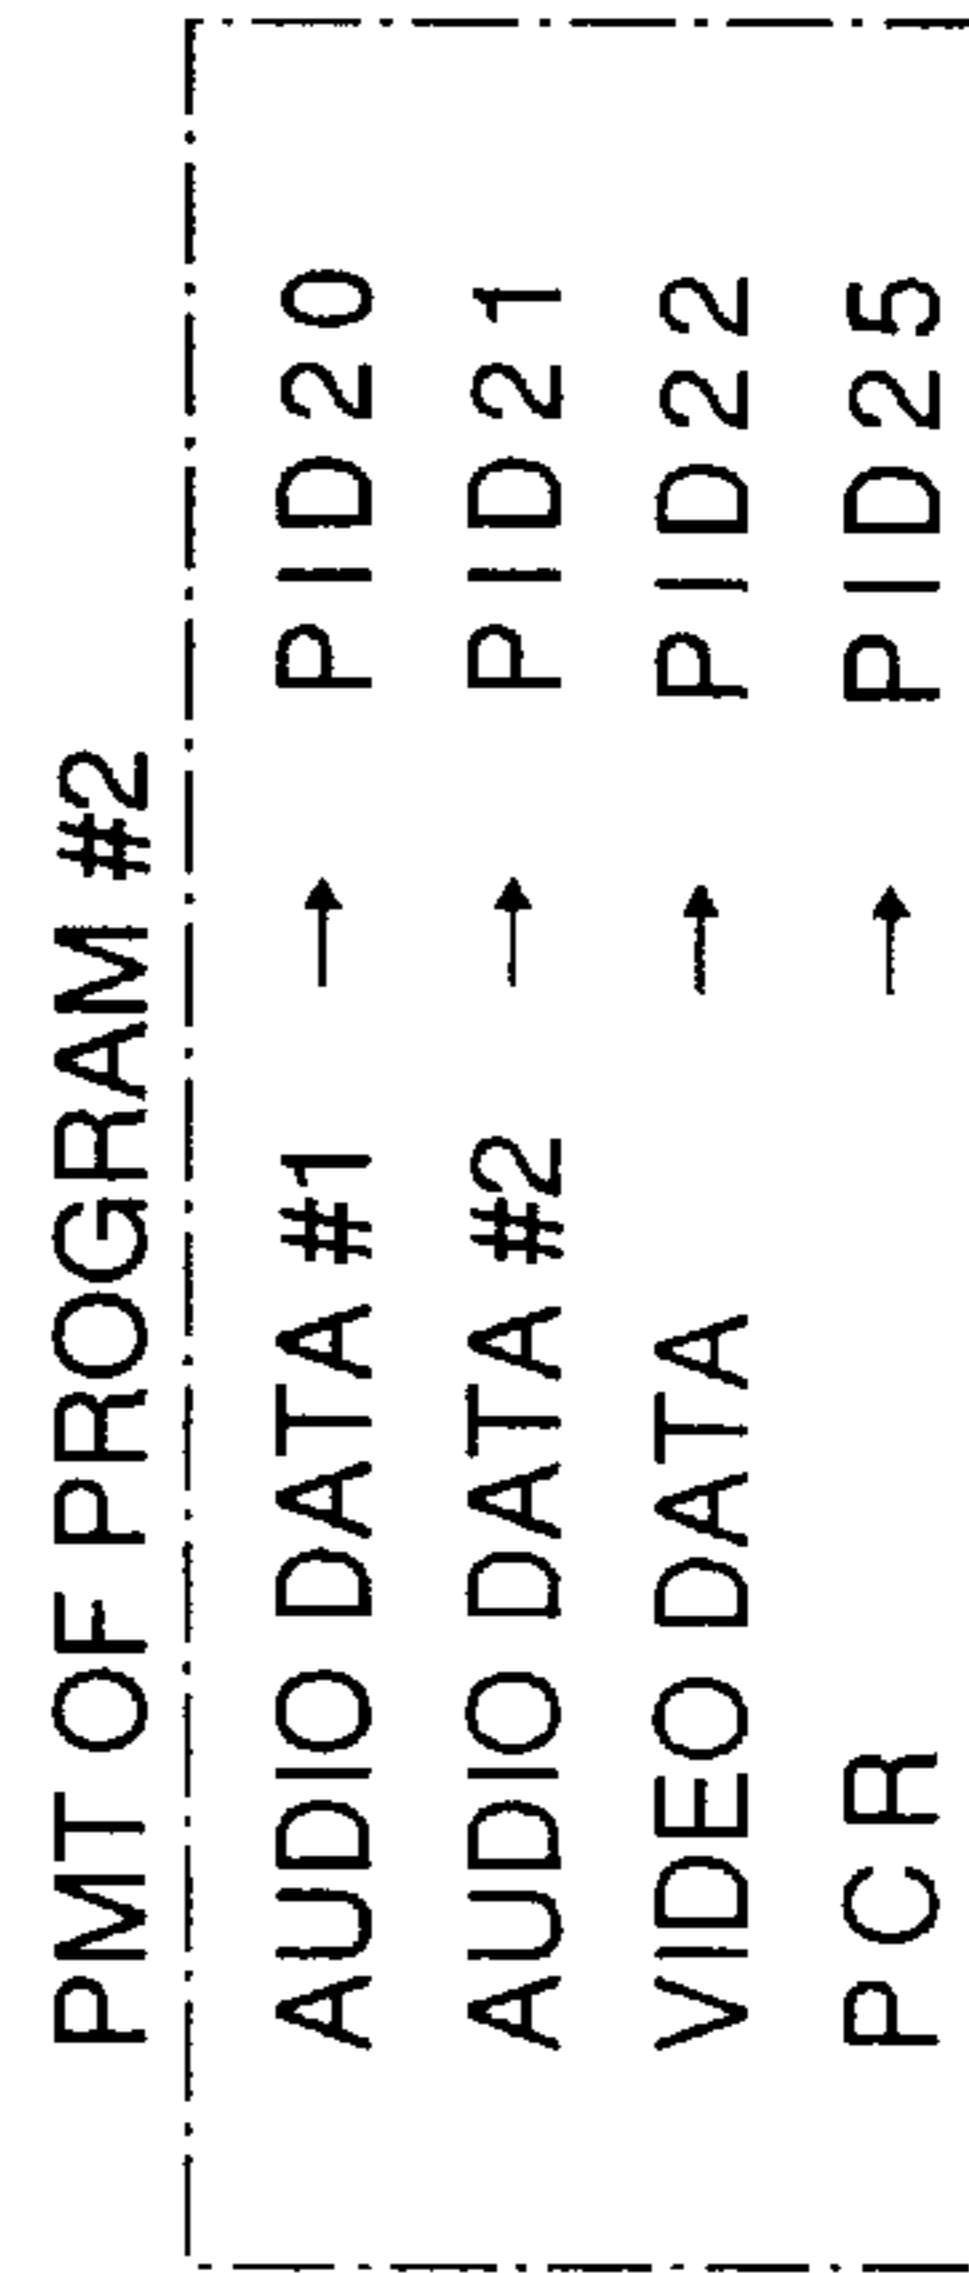 PMT OF PROGRAM #2
AUDIO DATA #1 → PID20
AUDIO DATA #2 → PID21
VIDEO DATA → PID22
PCR → PID25